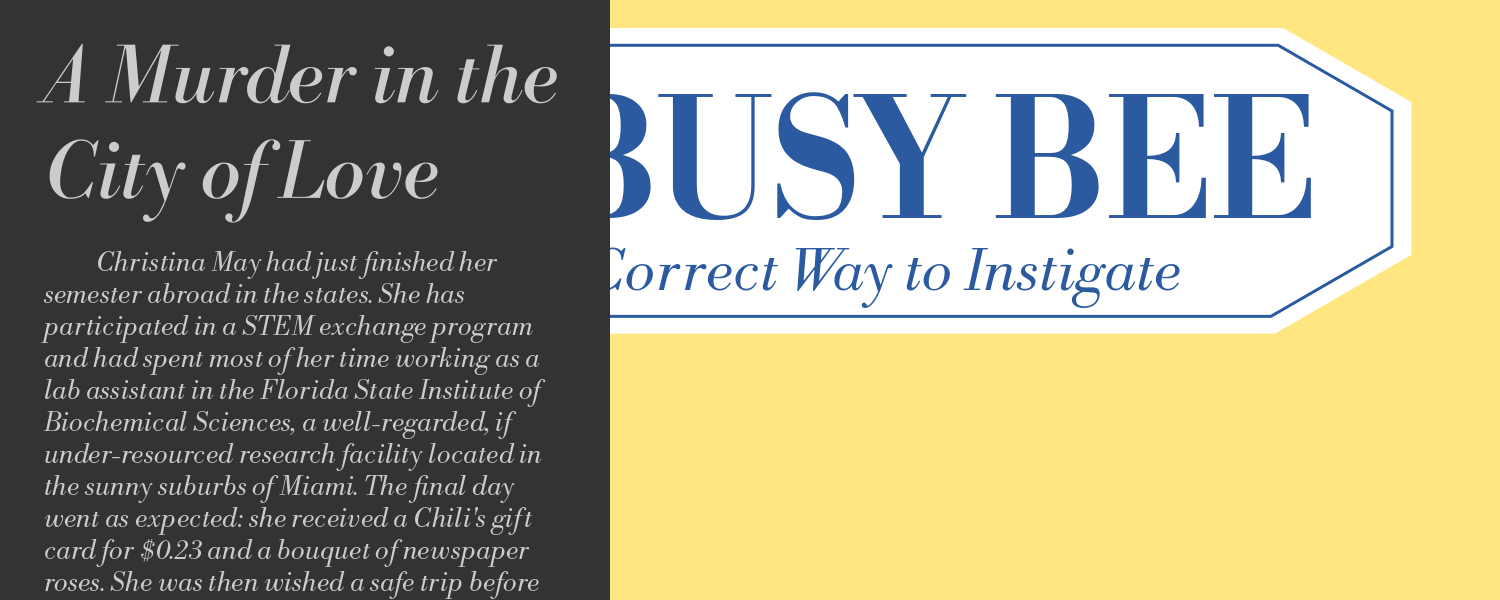 A Murder in the
City of Love
Christina May had just finished her
semester abroad in the states. She has
participated in a STEM exchange program
and had spent most of her time working as a
lab assistant in the Florida State Institute of
Biochemical Sciences, a well-regarded, if
under-resourced research facility located in
the sunny suburbs of Miami. The final day
went as expected: she received a Chili's gift
card for $0.23 and a bouquet of newspaper
roses. She was then wished a safe trip before
BUSY BEE
Correct Way to Instigate